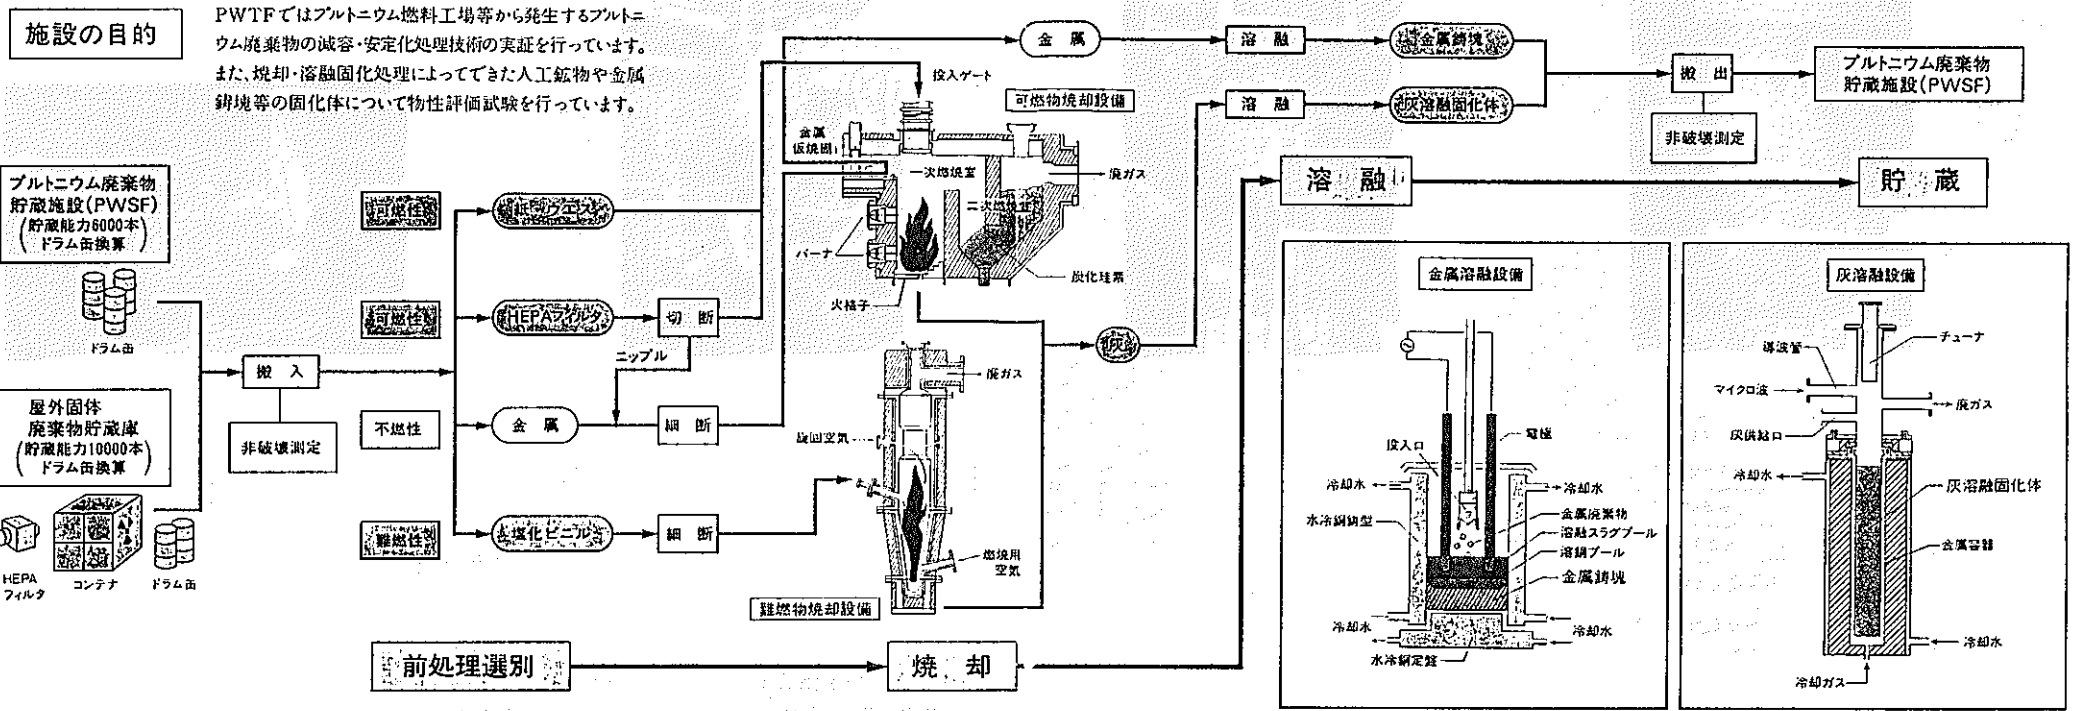 施設の目的
PWTFではプルトニウム燃料工場等から発生するプルトニ
ウム廃棄物の減容・安定化処理技術の実証を行っています。
また、焼却・溶融固化処理によってできた人工鉱物や金属
鋳塊等の固化体について物性評価試験を行っています。
プルトニウム廃棄物
貯蔵施設(PWSF)
(貯蔵能力6000本
ドラム缶換算)
ドラム缶
屋外固体
廃棄物貯蔵庫
(貯蔵能力10000本
ドラム缶換算)
HEPA
フィルタ
コンテナ
ドラム缶
搬入
非破壊測定
可燃性
可燃性
HEPAフィルタ
切断
ニップル
不燃性
金属
細断
難燃性
塩化ビニル
細断
前処理選別
焼却
投入ゲート
可燃物焼却設備
金属
仮焼
一次燃焼室
二次燃焼室
廃ガス
バーナ
炭化珪素
火格子
廃ガス
旋回空気
燃焼用
空気
難燃物焼却設備
灰
金属
溶融
金属鋳塊
溶融
灰溶融固化体
搬出
非破壊測定
プルトニウム廃棄物
貯蔵施設(PWSF)
溶融
貯蔵
金属溶融設備
投入口
電極
冷却水
冷却水
水冷銅鋳型
金属廃棄物
溶融スラグプール
溶鋼プール
金属鋳塊
冷却水
冷却水
水冷銅定盤
灰溶融設備
導波管
チューナ
マイクロ波
廃ガス
灰供給口
冷却水
灰溶融固化体
金属容器
冷却水
冷却ガス